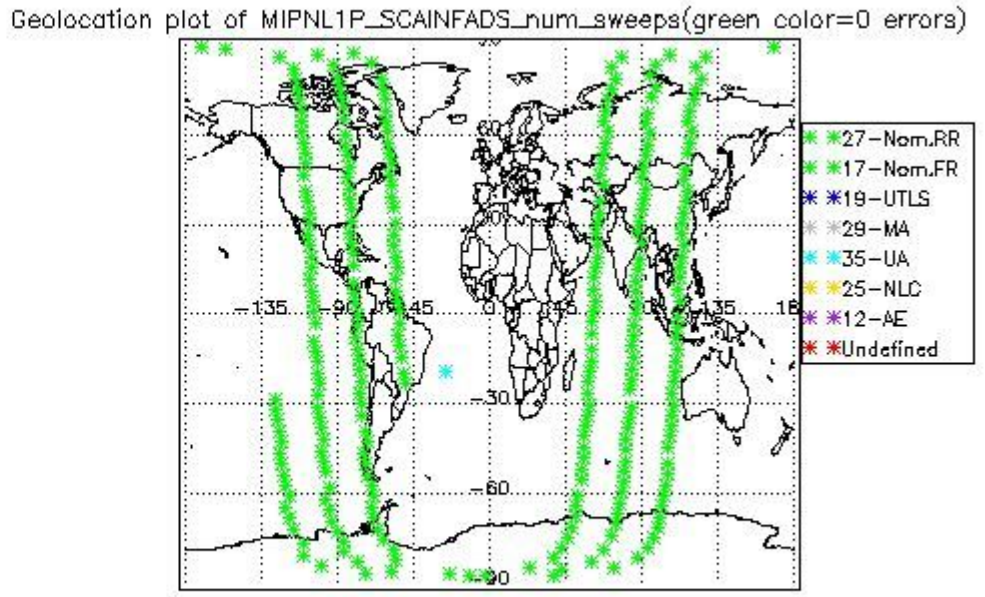 Geolocation plot of MIPNL1P_SCAINFADS_num_sweeps(green color=0 errors)
60
-135 -90 -45 0 135
-30
-60
-90
27-Nom.RR
17-Nom.FR
19-UTLS
29-MA
35-UA
25-NLC
12-AE
Undefined